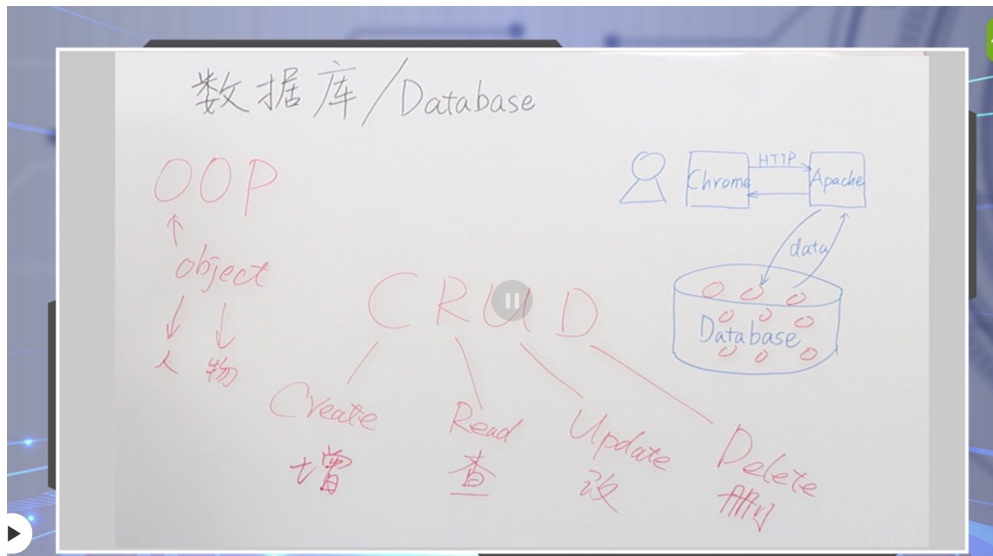 数据库/Database
OOP
object
人 物
HTTP
Chrome
Apache
data
Database
CRUD
Create
增
Read
查
Update
改
Delete
删